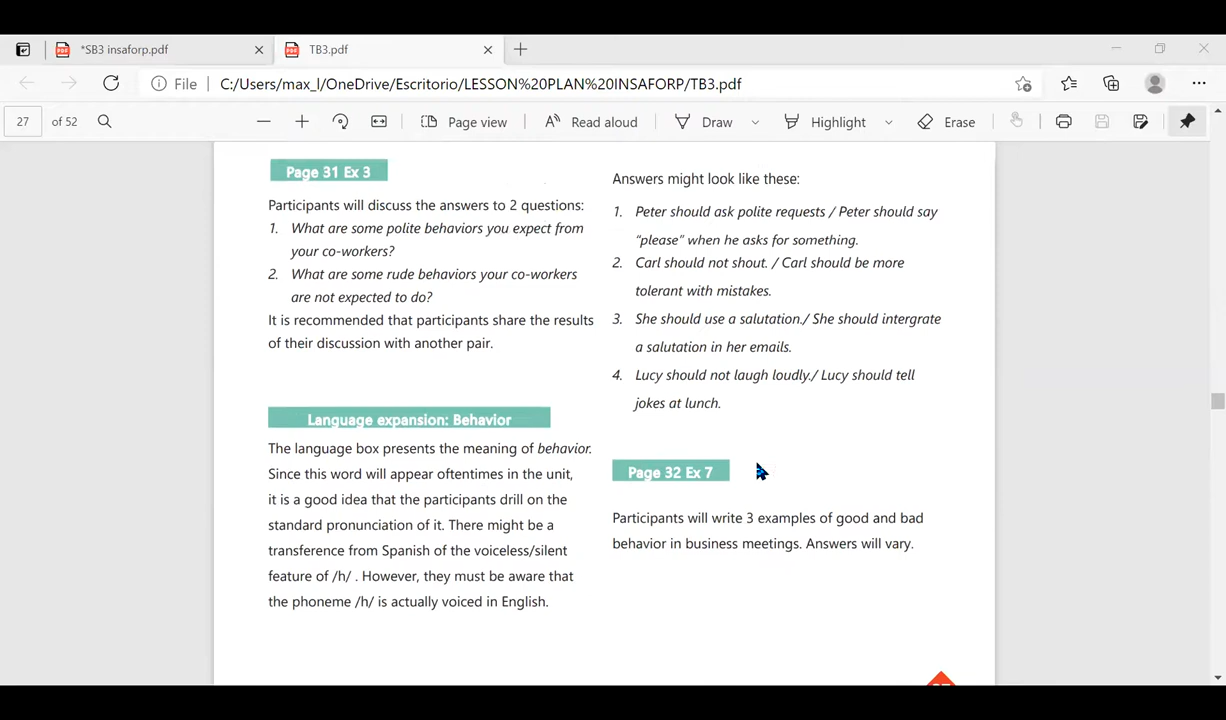 *SB3 insaforp.pdf
TB3.pdf
File
C:/Users/max_l/OneDrive/Escritorio/LESSON%20PLAN%20INSAFORP/TB3.pdf
27
of 52
Page view
Read aloud
Draw
Highlight
Erase
Page 31 Ex 3
Participants will discuss the answers to 2 questions:
1. What are some polite behaviors you expect from
your co-workers?
2. What are some rude behaviors your co-workers
are not expected to do?
It is recommended that participants share the results
of their discussion with another pair.
Language expansion: Behavior
The language box presents the meaning of behavior.
Since this word will appear oftentimes in the unit,
it is a good idea that the participants drill on the
standard pronunciation of it. There might be a
transference from Spanish of the voiceless/silent
feature of /h/ . However, they must be aware that
the phoneme /h/ is actually voiced in English.
Answers might look like these:
1. Peter should ask polite requests / Peter should say
“please” when he asks for something.
2. Carl should not shout. / Carl should be more
tolerant with mistakes.
3. She should use a salutation./ She should intergrate
a salutation in her emails.
4. Lucy should not laugh loudly./ Lucy should tell
jokes at lunch.
Page 32 Ex 7
Participants will write 3 examples of good and bad
behavior in business meetings. Answers will vary.